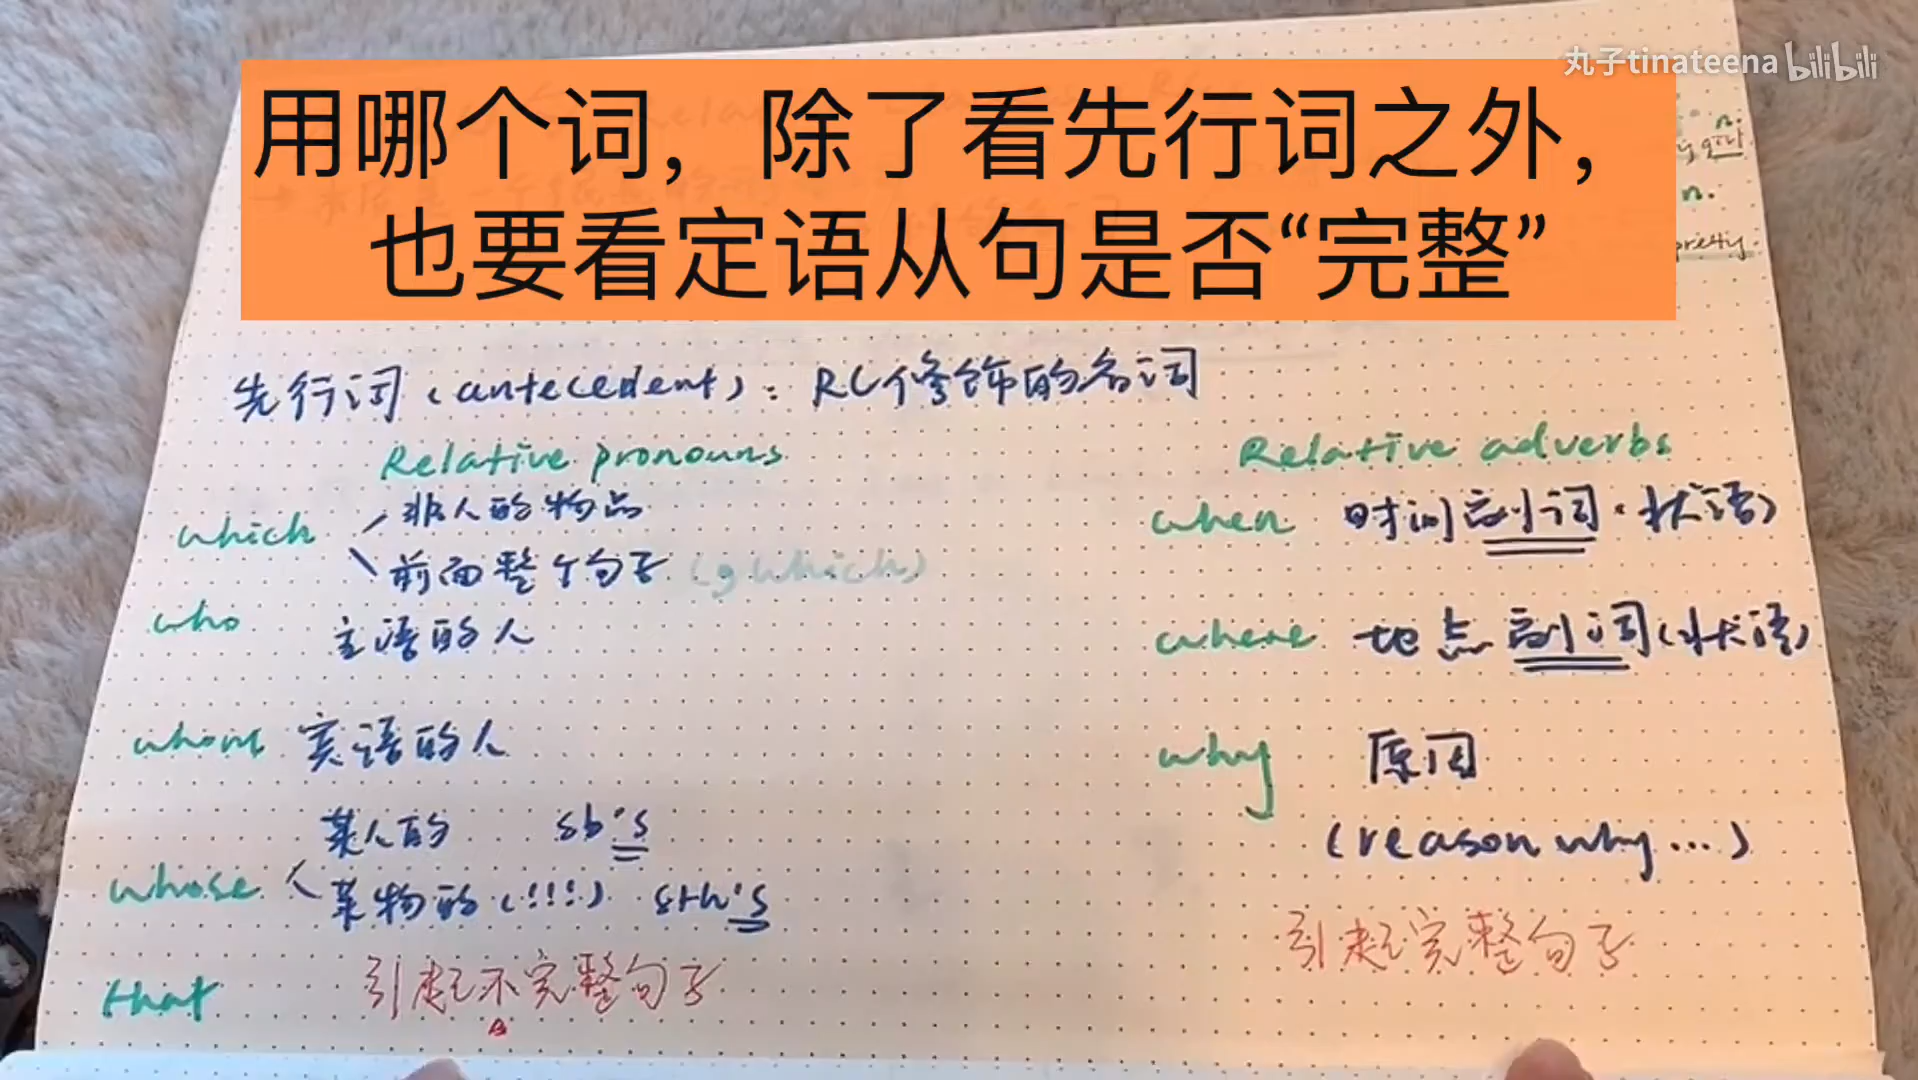 丸子tinateena bilibili
用哪个词，除了看先行词之外，
也要看定语从句是否“完整”
n.
n.
pretty.
先行词（antecedent）：RC修饰的名词
Relative pronouns
which 非人的物品
前面整个句子（g which）
who 主语的人
whom 宾语的人
whose 某人的 sb's
某物的（!!!）sth's
that 引起不完整句子
Relative adverbs
when 时间副词（状语）
where 地点副词（状语）
why 原因
（reason why...）
引起完整句子